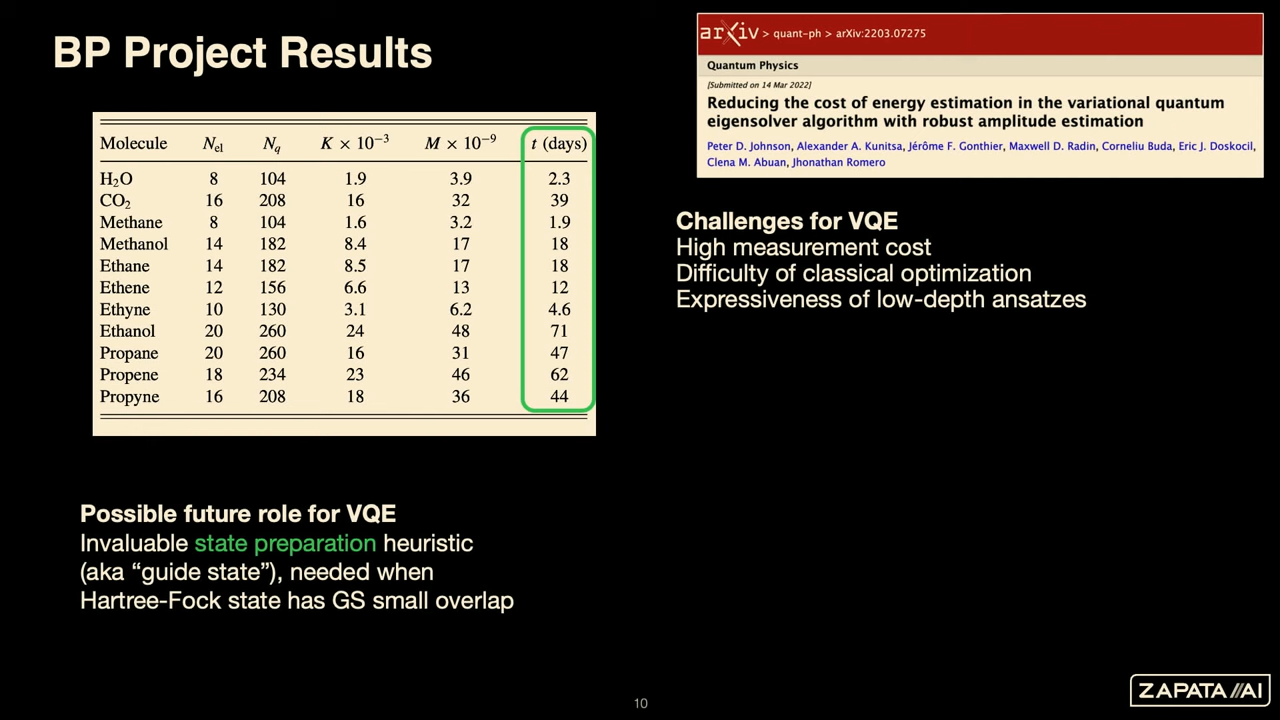 BP Project Results
Molecule Nel Nq K × 10⁻³ M × 10⁻⁹ t (days)
H₂O 8 104 1.9 3.9 2.3
CO₂ 16 208 16 32 39
Methane 8 104 1.6 3.2 1.9
Methanol 14 182 8.4 17 18
Ethane 14 182 8.5 17 18
Ethene 12 156 6.6 13 12
Ethyne 10 130 3.1 6.2 4.6
Ethanol 20 260 24 48 71
Propane 20 260 16 31 47
Propene 18 234 23 46 62
Propyne 16 208 18 36 44
Possible future role for VQE
Invaluable state preparation heuristic
(aka “guide state”), needed when
Hartree-Fock state has GS small overlap
arXiv > quant-ph > arXiv:2203.07275
Quantum Physics
[Submitted on 14 Mar 2022]
Reducing the cost of energy estimation in the variational quantum
eigensolver algorithm with robust amplitude estimation
Peter D. Johnson, Alexander A. Kunitsa, Jérôme F. Gonthier, Maxwell D. Radin, Corneliu Buda, Eric J. Doskocil,
Clena M. Abuan, Jhonathan Romero
Challenges for VQE
High measurement cost
Difficulty of classical optimization
Expressiveness of low-depth ansatzes
10
ZAPATA //AI